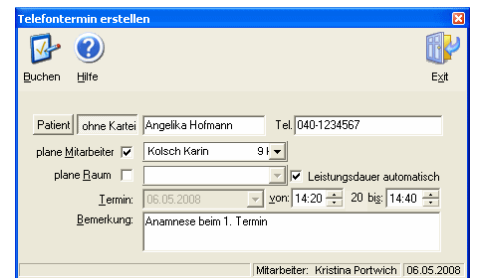 Telefontermin erstellen
Buchen Hilfe Exit
Patient ohne Kartei Angelika Hofmann Tel. 040-1234567
plane Mitarbeiter Kolsch Karin 9
plane Raum Leistungsdauer automatisch
Termin: 06.05.2008 von: 14:20 20 bis: 14:40
Bemerkung: Anamnese beim 1. Termin
Mitarbeiter: Kristina Portwich 06.05.2008